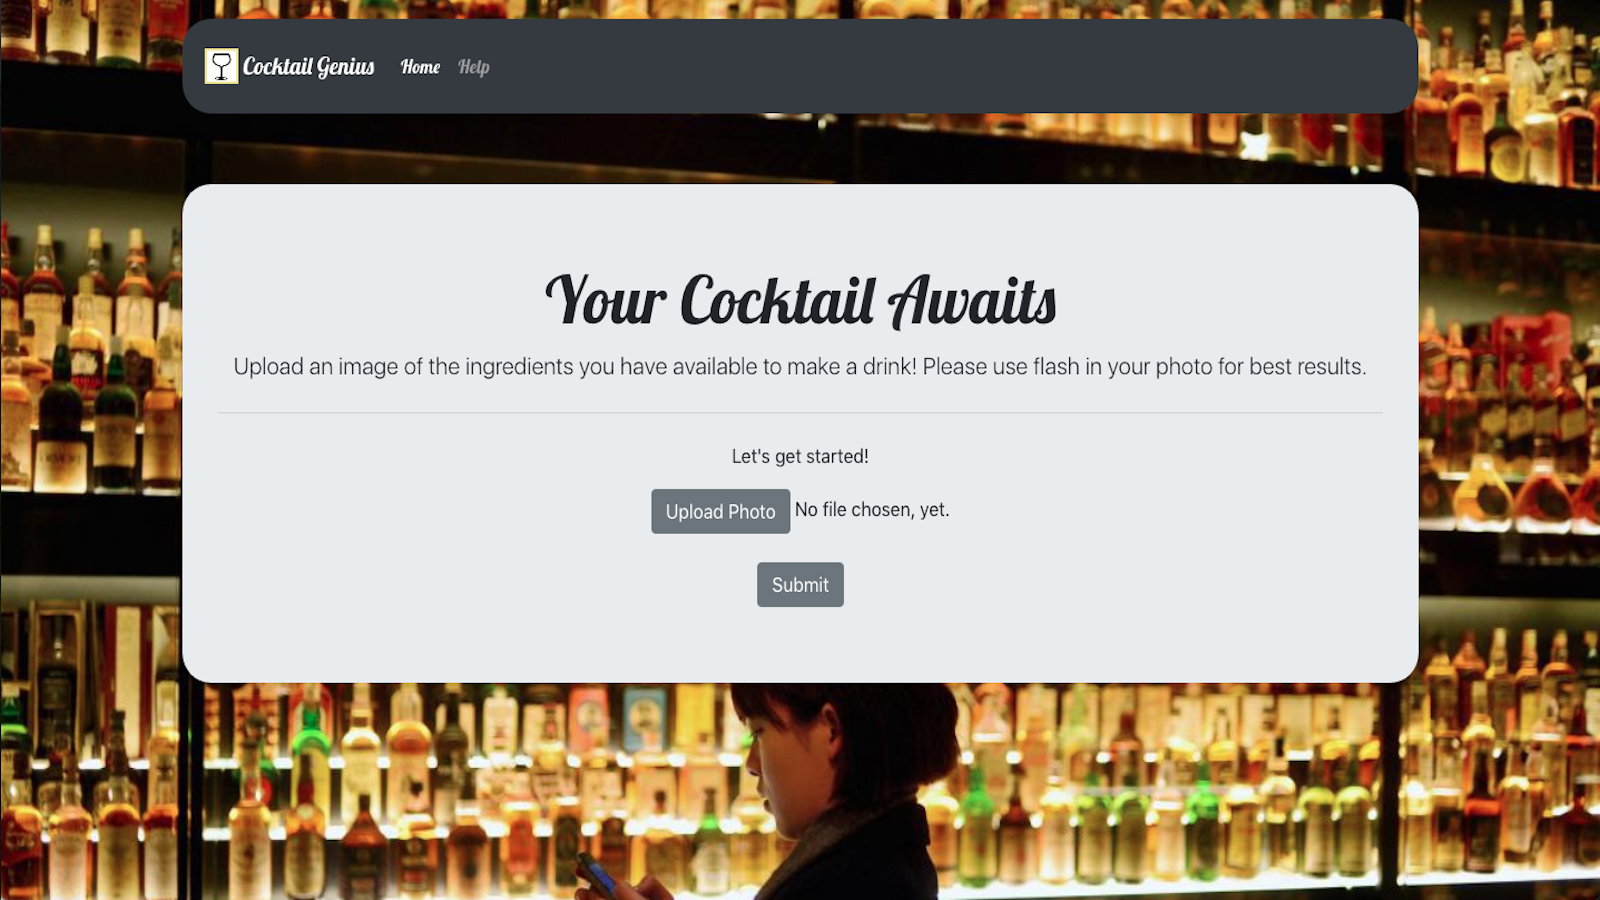 Cocktail Genius Home Help
Your Cocktail Awaits
Upload an image of the ingredients you have available to make a drink! Please use flash in your photo for best results.
Let's get started!
Upload Photo No file chosen, yet.
Submit